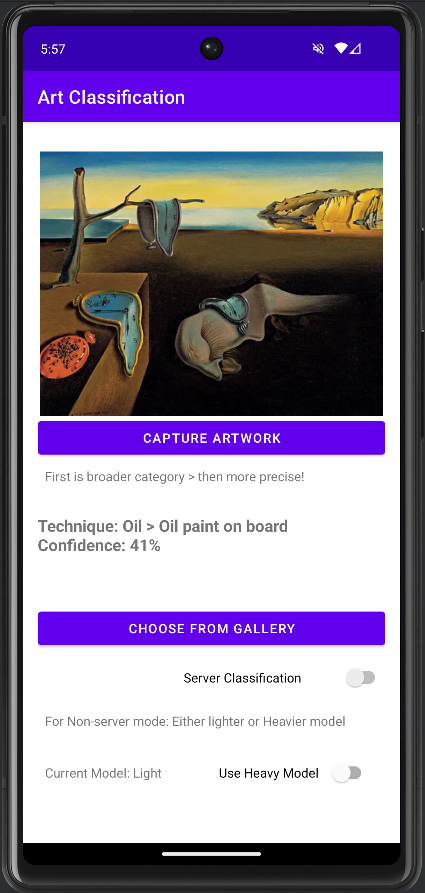 5:57
Art Classification
CAPTURE ARTWORK
First is broader category > then more precise!
Technique: Oil > Oil paint on board
Confidence: 41%
CHOOSE FROM GALLERY
Server Classification
For Non-server mode: Either lighter or Heavier model
Current Model: Light Use Heavy Model